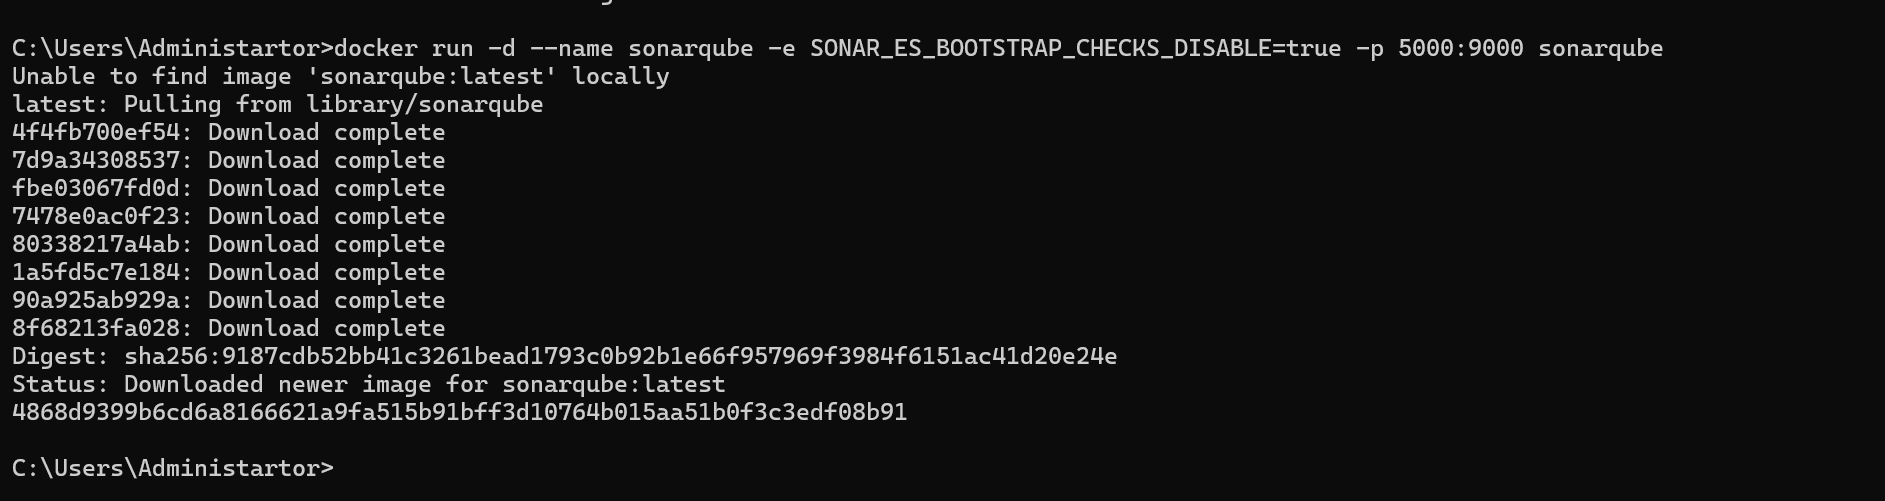 C:\Users\Administartor>docker run -d --name sonarqube -e SONAR_ES_BOOTSTRAP_CHECKS_DISABLE=true -p 5000:9000 sonarqube
Unable to find image 'sonarqube:latest' locally
latest: Pulling from library/sonarqube
4f4fb700ef54: Download complete
7d9a34308537: Download complete
fbe03067fd0d: Download complete
7478e0ac0f23: Download complete
80338217a4ab: Download complete
1a5fd5c7e184: Download complete
90a925ab929a: Download complete
8f68213fa028: Download complete
Digest: sha256:9187cdb52bb41c3261bead1793c0b92b1e66f957969f3984f6151ac41d20e24e
Status: Downloaded newer image for sonarqube:latest
4868d9399b6cd6a8166621a9fa515b91bff3d10764b015aa51b0f3c3edf08b91
C:\Users\Administartor>